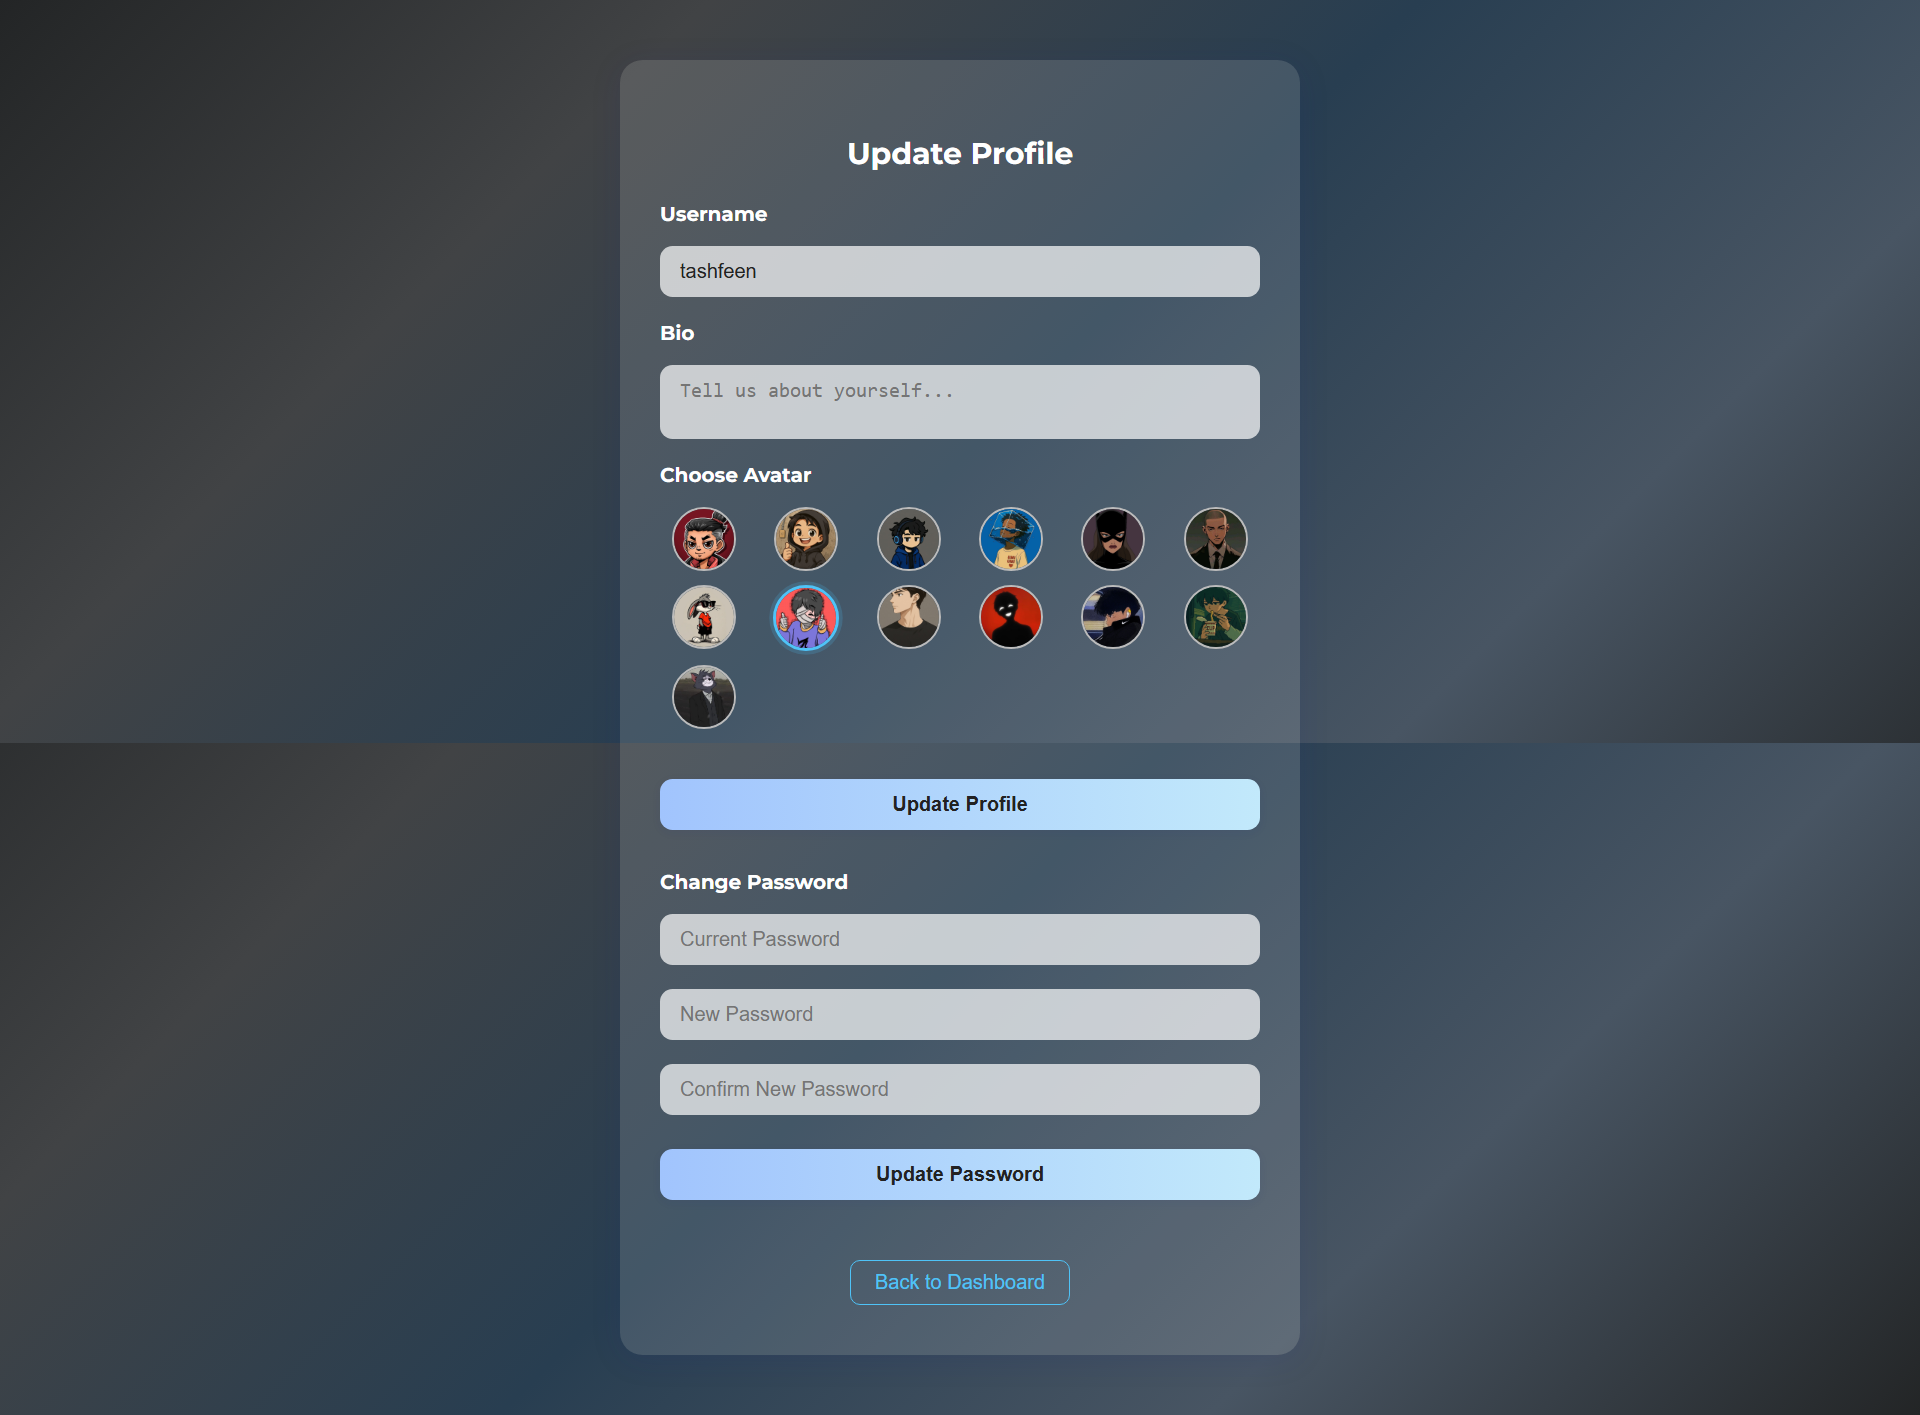 Update Profile
Username
tashfeen
Bio
Tell us about yourself...
Choose Avatar
Update Profile
Change Password
Current Password
New Password
Confirm New Password
Update Password
Back to Dashboard